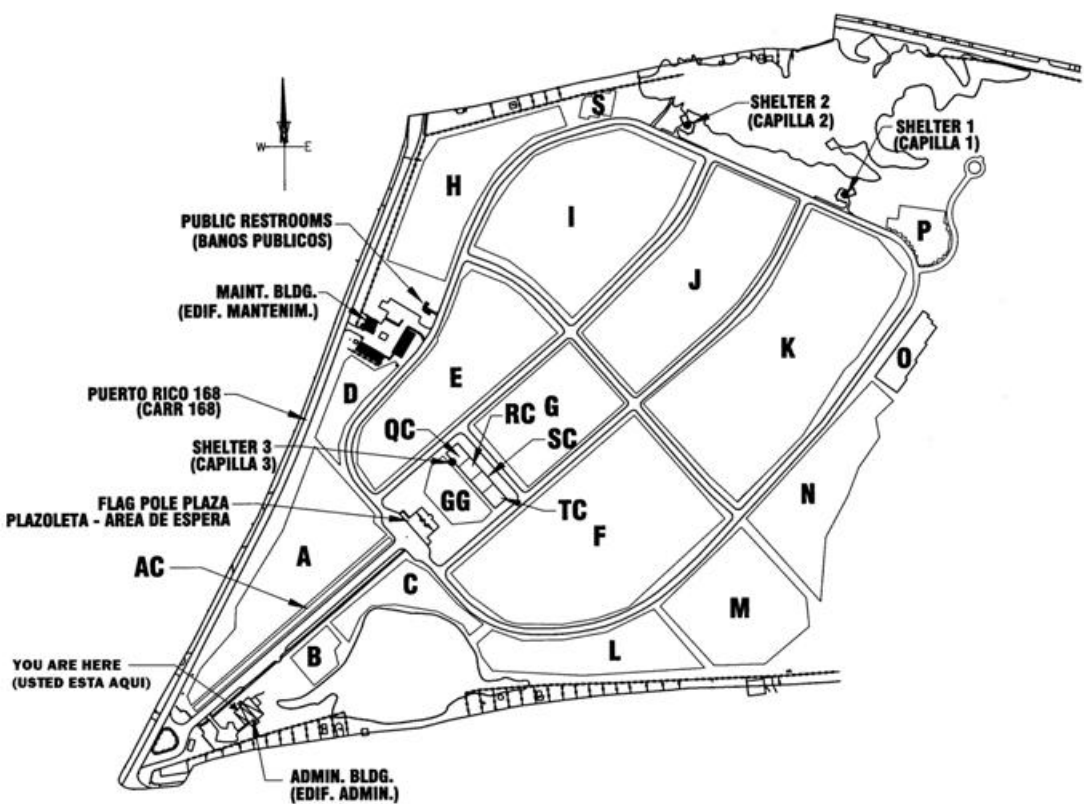 S
SHELTER 2
(CAPILLA 2)
SHELTER 1
(CAPILLA 1)
W
E
H
PUBLIC RESTROOMS
(BANOS PUBLICOS)
I
P
MAINT. BLDG.
(EDIF. MANTENIM.)
J
K
O
PUERTO RICO 168
(CARR 168)
D
E
G
QC
RC
SC
SHELTER 3
(CAPILLA 3)
GG
TC
N
FLAG POLE PLAZA
PLAZOLETA - AREA DE ESPERA
F
A
AC
C
M
B
L
YOU ARE HERE
(USTED ESTA AQUI)
ADMIN. BLDG.
(EDIF. ADMIN.)